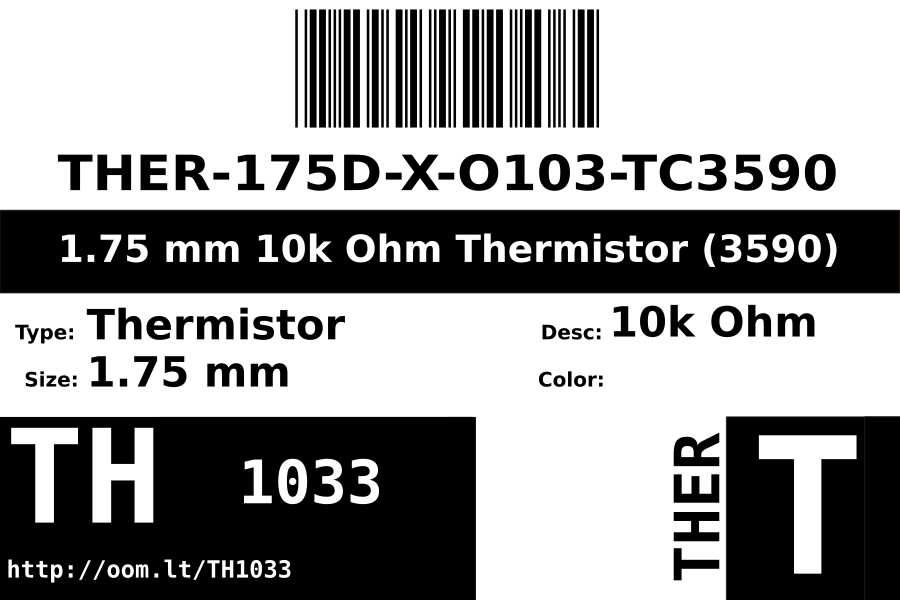 THER-175D-X-O103-TC3590
1.75 mm 10k Ohm Thermistor (3590)
Type: Thermistor
Desc: 10k Ohm
Size: 1.75 mm
Color:
TH 1033
THER
T
http://oom.lt/TH1033